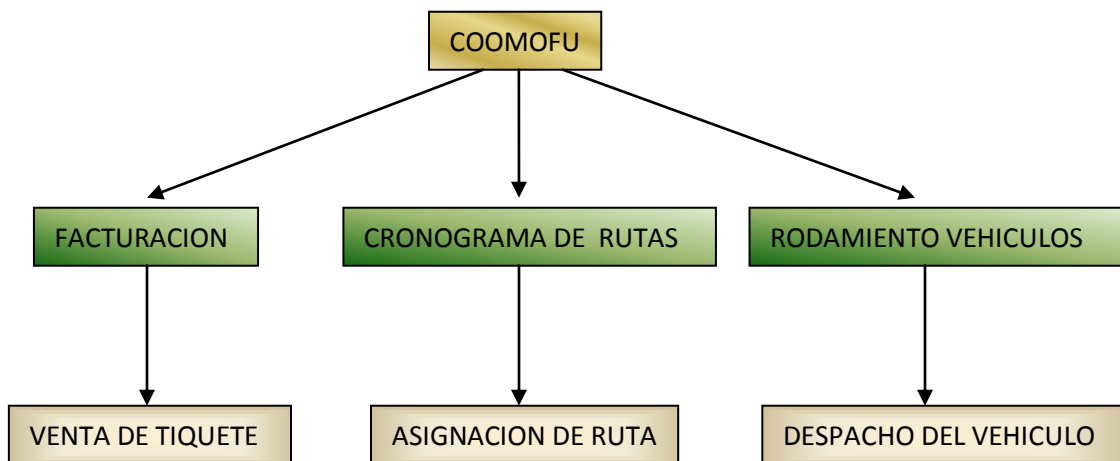 COOMOFU
FACTURACION
CRONOGRAMA DE RUTAS
RODAMIENTO VEHICULOS
VENTA DE TIQUETE
ASIGNACION DE RUTA
DESPACHO DEL VEHICULO